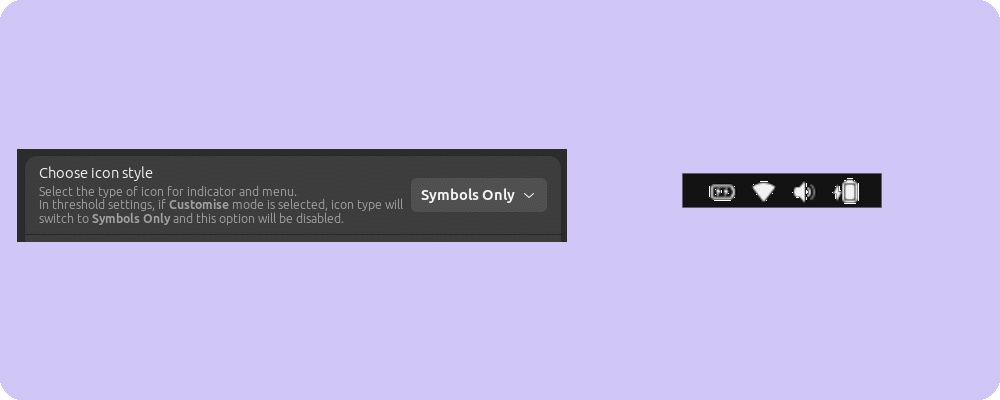 Choose icon style
Select the type of icon for indicator and menu.
In threshold settings, if Customise mode is selected, icon type will
switch to Symbols Only and this option will be disabled.
Symbols Only